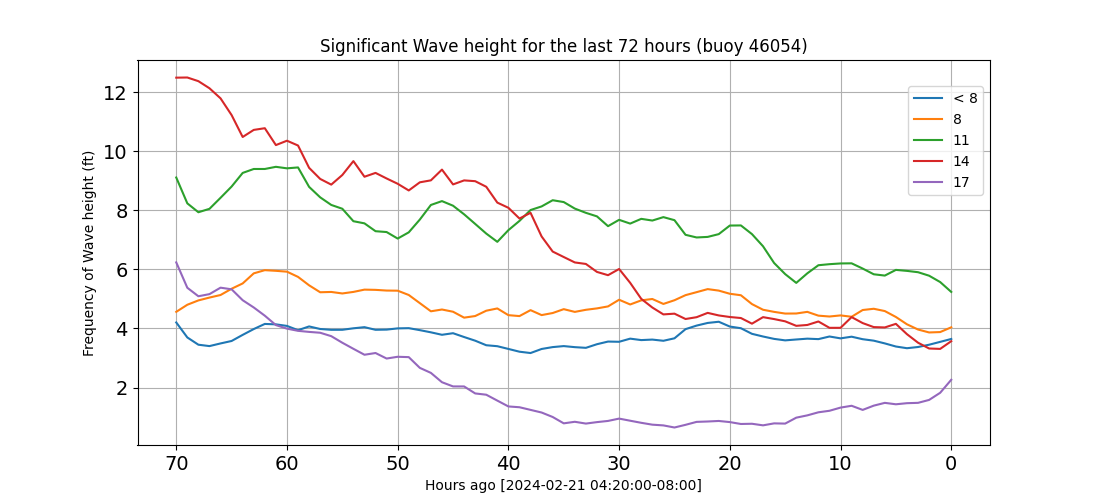 Significant Wave height for the last 72 hours (buoy 46054)
Frequency of Wave height (ft)
12
10
8
6
4
2
< 8
8
11
14
17
70 60 50 40 30 20 10 0
Hours ago [2024-02-21 04:20:00-08:00]